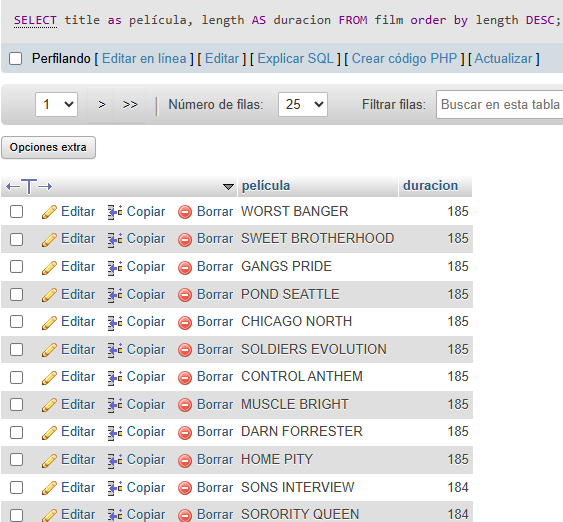 SELECT title as película, length AS duracion FROM film order by length DESC;
Perfilando [ Editar en línea ] [ Editar ] [ Explicar SQL ] [ Crear código PHP ] [ Actualizar ]
1 > >> Número de filas: 25 Filtrar filas: Buscar en esta tabla
Opciones extra
película duracion
Editar Copiar Borrar WORST BANGER 185
Editar Copiar Borrar SWEET BROTHERHOOD 185
Editar Copiar Borrar GANGS PRIDE 185
Editar Copiar Borrar POND SEATTLE 185
Editar Copiar Borrar CHICAGO NORTH 185
Editar Copiar Borrar SOLDIERS EVOLUTION 185
Editar Copiar Borrar CONTROL ANTHEM 185
Editar Copiar Borrar MUSCLE BRIGHT 185
Editar Copiar Borrar DARN FORRESTER 185
Editar Copiar Borrar HOME PITY 185
Editar Copiar Borrar SONS INTERVIEW 184
Editar Copiar Borrar SORORITY QUEEN 184